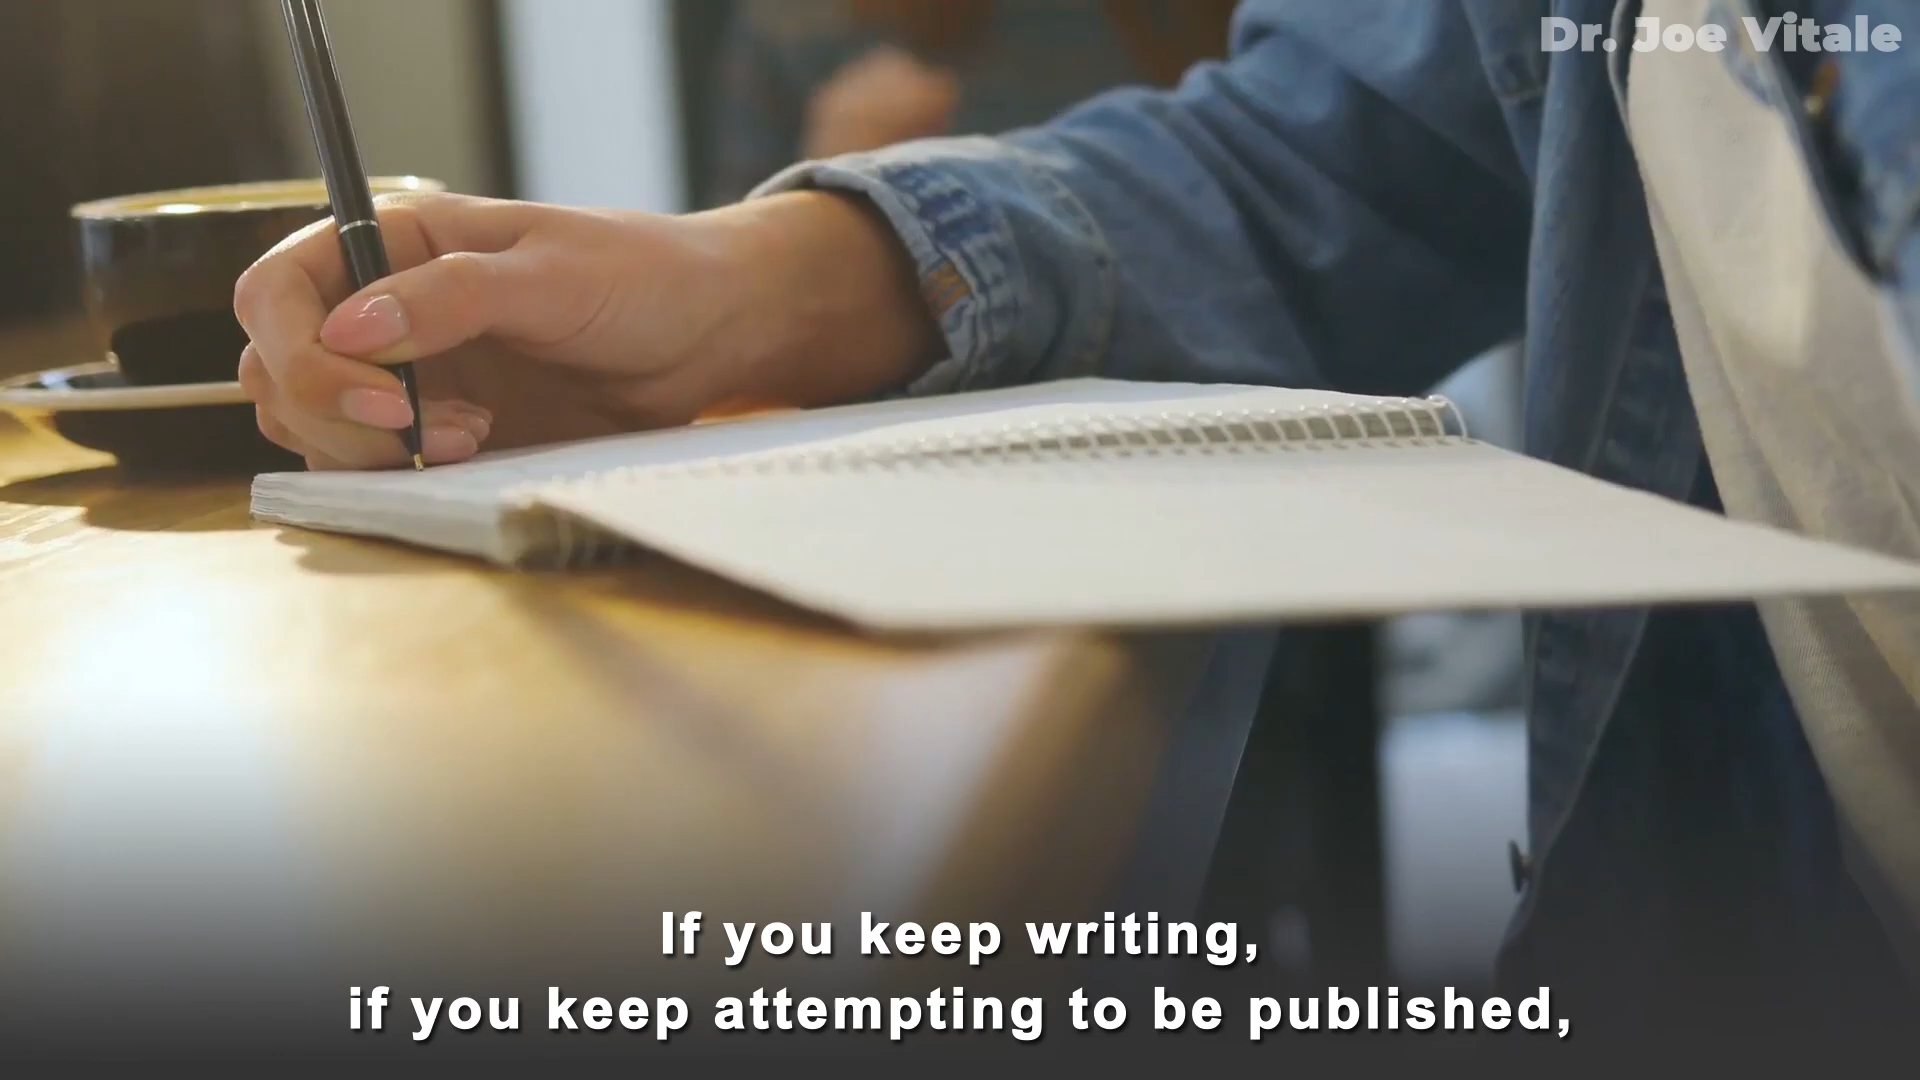 Dr. Joe Vitale
If you keep writing,
if you keep attempting to be published,